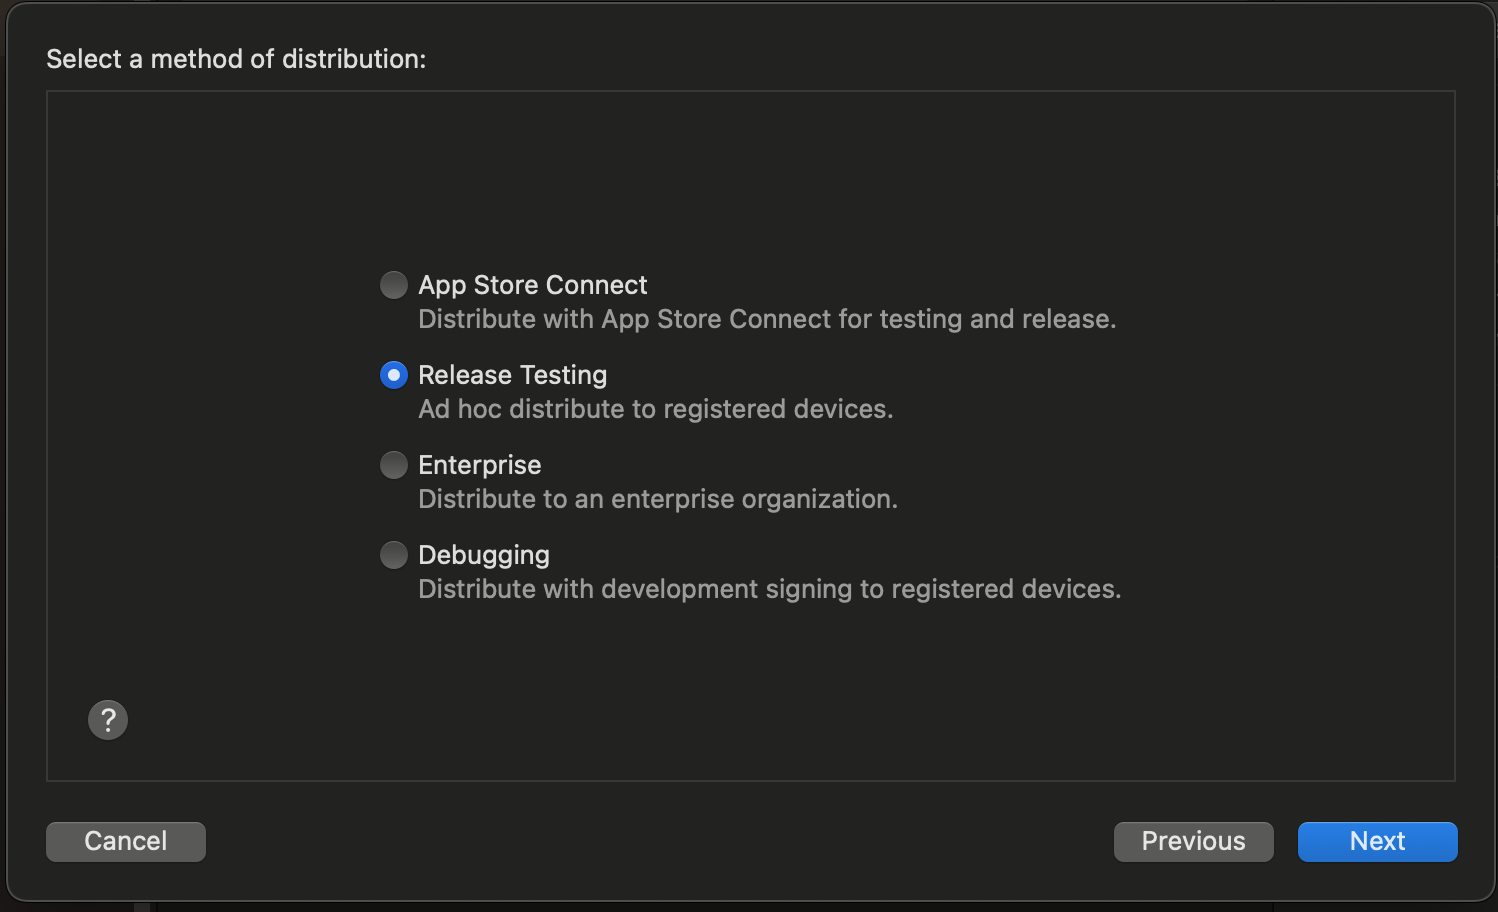 Select a method of distribution:
App Store Connect
Distribute with App Store Connect for testing and release.
Release Testing
Ad hoc distribute to registered devices.
Enterprise
Distribute to an enterprise organization.
Debugging
Distribute with development signing to registered devices.
?
Cancel
Previous
Next